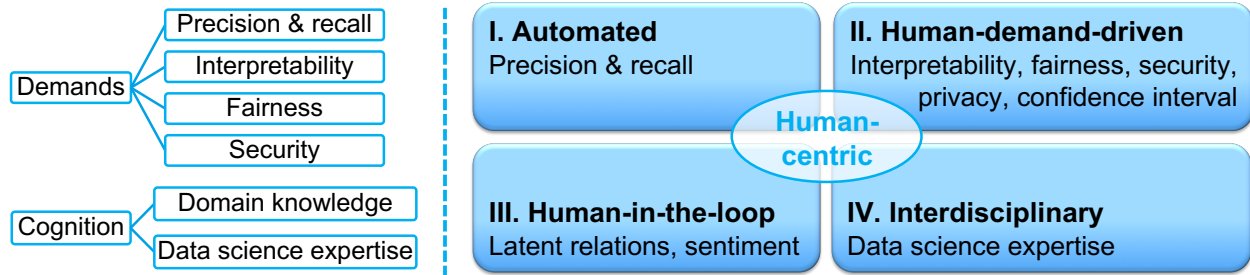 Demands
Precision & recall
Interpretability
Fairness
Security
Cognition
Domain knowledge
Data science expertise
I. Automated
Precision & recall
II. Human-demand-driven
Interpretability, fairness, security,
privacy, confidence interval
Human-
centric
III. Human-in-the-loop
Latent relations, sentiment
IV. Interdisciplinary
Data science expertise